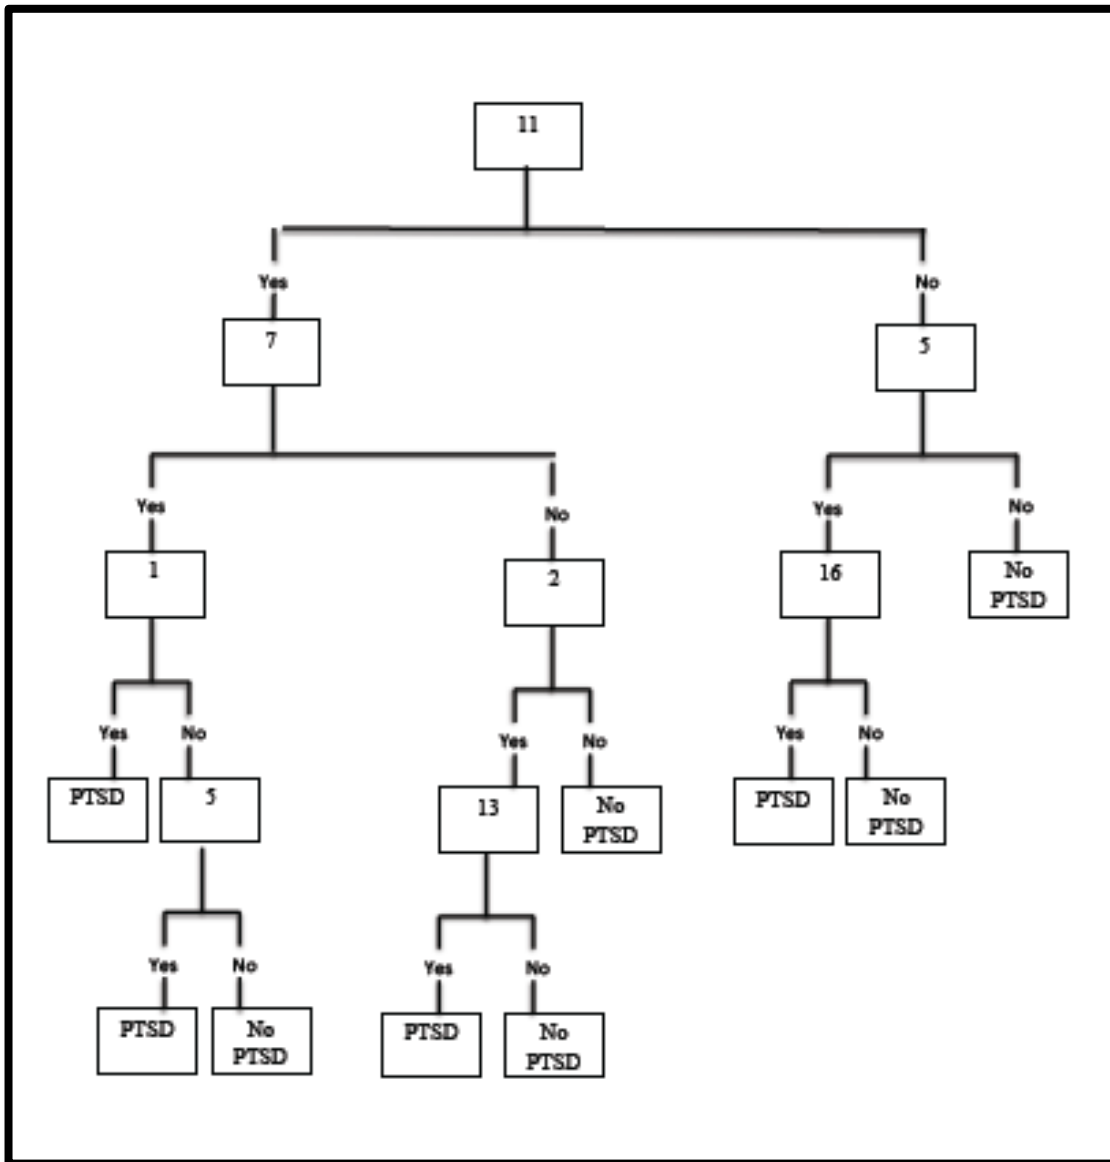 11
Yes
No
7
5
Yes
No
Yes
No
1
2
16
No
PTSD
Yes
No
Yes
No
Yes
No
PTSD
5
13
No
PTSD
PTSD
No
PTSD
Yes
No
Yes
No
PTSD
No
PTSD
PTSD
No
PTSD